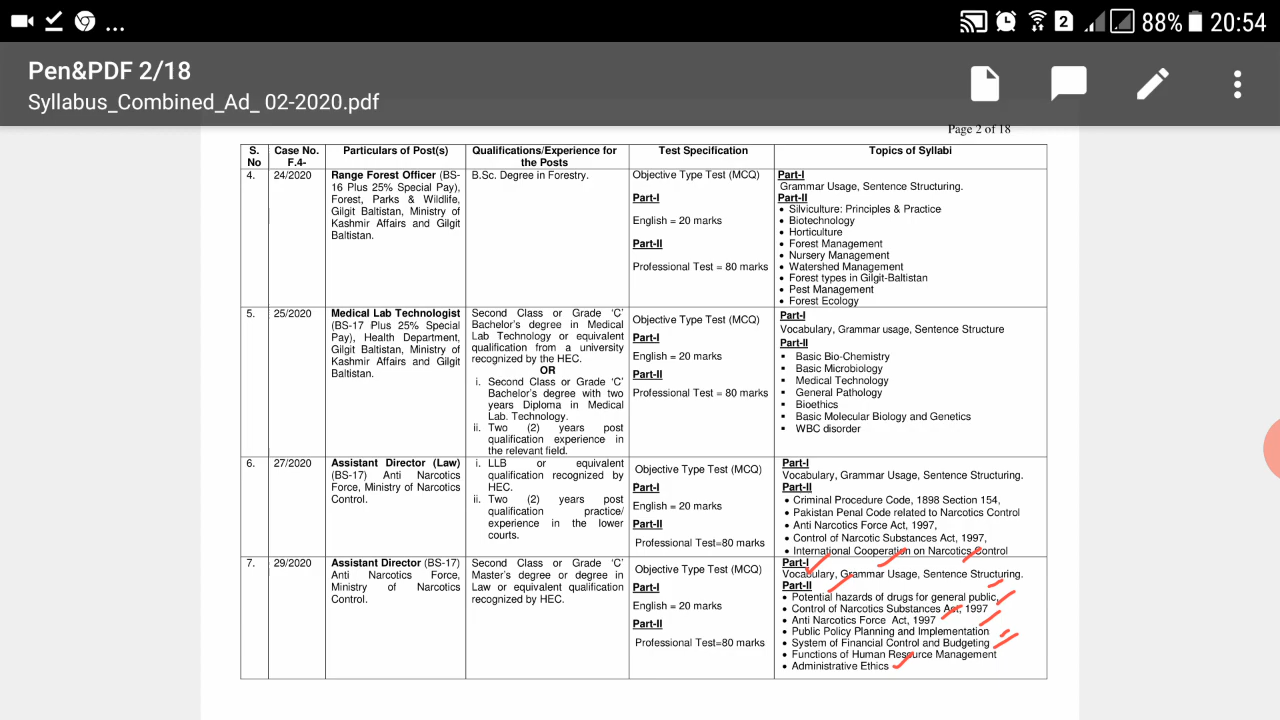 ... 2 88% 20:54
Pen&PDF 2/18
Syllabus_Combined_Ad_ 02-2020.pdf
Page 2 of 18
S. No Case No. F.4- Particulars of Post(s) Qualifications/Experience for the Posts Test Specification Topics of Syllabi
4. 24/2020
Range Forest Officer (BS-
16 Plus 25% Special Pay),
Forest, Parks & Wildlife,
Gilgit Baltistan, Ministry of
Kashmir Affairs and Gilgit
Baltistan.
B.Sc. Degree in Forestry.
Objective Type Test (MCQ)
Part-I
English = 20 marks
Part-II
Professional Test = 80 marks
Part-I
Grammar Usage, Sentence Structuring.
Part-II
• Silviculture: Principles & Practice
• Biotechnology
• Horticulture
• Forest Management
• Nursery Management
• Watershed Management
• Forest types in Gilgit-Baltistan
• Pest Management
• Forest Ecology
5. 25/2020
Medical Lab Technologist
(BS-17 Plus 25% Special
Pay), Health Department,
Gilgit Baltistan, Ministry of
Kashmir Affairs and Gilgit
Baltistan.
Second Class or Grade ‘C’
Bachelor’s degree in Medical
Lab Technology or equivalent
qualification from a university
recognized by the HEC.
OR
i. Second Class or Grade ‘C’
Bachelor’s degree with two
years Diploma in Medical
Lab. Technology.
ii. Two (2) years post
qualification experience in
the relevant field.
Objective Type Test (MCQ)
Part-I
English = 20 marks
Part-II
Professional Test = 80 marks
Part-I
Vocabulary, Grammar usage, Sentence Structure
Part-II
▪ Basic Bio-Chemistry
▪ Basic Microbiology
▪ Medical Technology
▪ General Pathology
▪ Bioethics
▪ Basic Molecular Biology and Genetics
▪ WBC disorder
6. 27/2020
Assistant Director (Law)
(BS-17) Anti Narcotics
Force, Ministry of Narcotics
Control.
i. LLB or equivalent
qualification recognized by
HEC.
ii. Two (2) years post
qualification practice/
experience in the lower
courts.
Objective Type Test (MCQ)
Part-I
English = 20 marks
Part-II
Professional Test=80 marks
Part-I
Vocabulary, Grammar Usage, Sentence Structuring.
Part-II
• Criminal Procedure Code, 1898 Section 154,
• Pakistan Penal Code related to Narcotics Control
• Anti Narcotics Force Act, 1997,
• Control of Narcotic Substances Act, 1997,
• International Cooperation on Narcotics Control
7. 29/2020
Assistant Director (BS-17)
Anti Narcotics Force,
Ministry of Narcotics
Control.
Second Class or Grade ‘C’
Master’s degree or degree in
Law or equivalent qualification
recognized by HEC.
Objective Type Test (MCQ)
Part-I
English = 20 marks
Part-II
Professional Test=80 marks
Part-I
Vocabulary, Grammar Usage, Sentence Structuring.
Part-II
• Potential hazards of drugs for general public,
• Control of Narcotics Substances Act, 1997
• Anti Narcotics Force Act, 1997
• Public Policy Planning and Implementation
• System of Financial Control and Budgeting
• Functions of Human Resource Management
• Administrative Ethics